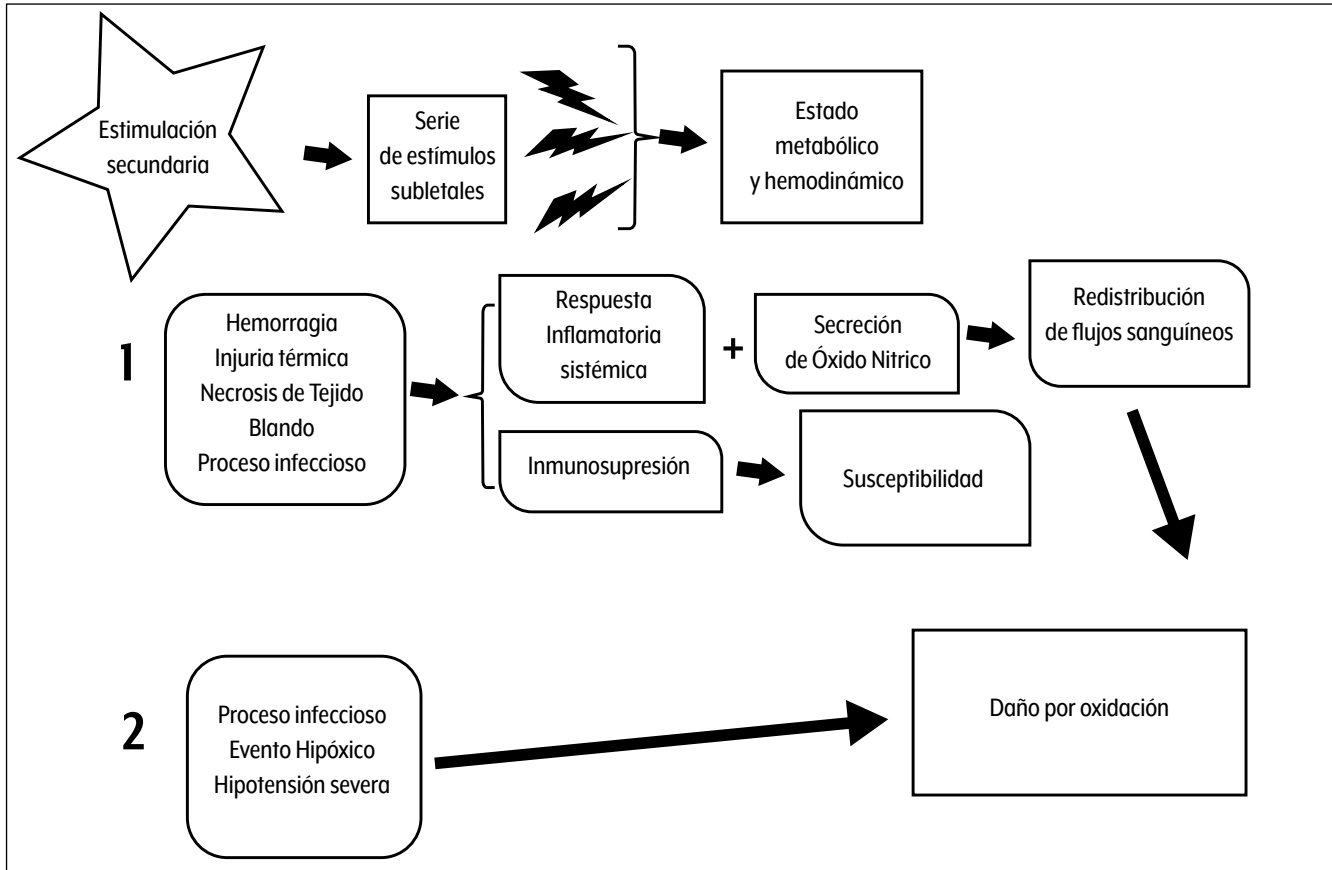 Estimulación
secundaria
Serie
de estímulos
subletales
Estado
metabólico
y hemodinámico
1
Hemorragia
Injuria térmica
Necrosis de Tejido
Blando
Proceso infeccioso
Respuesta
Inflamatoria
sistémica
+
Secreción
de Óxido Nitrico
Redistribución
de flujos sanguíneos
Inmunosupresión
Susceptibilidad
2
Proceso infeccioso
Evento Hipóxico
Hipotensión severa
Daño por oxidación